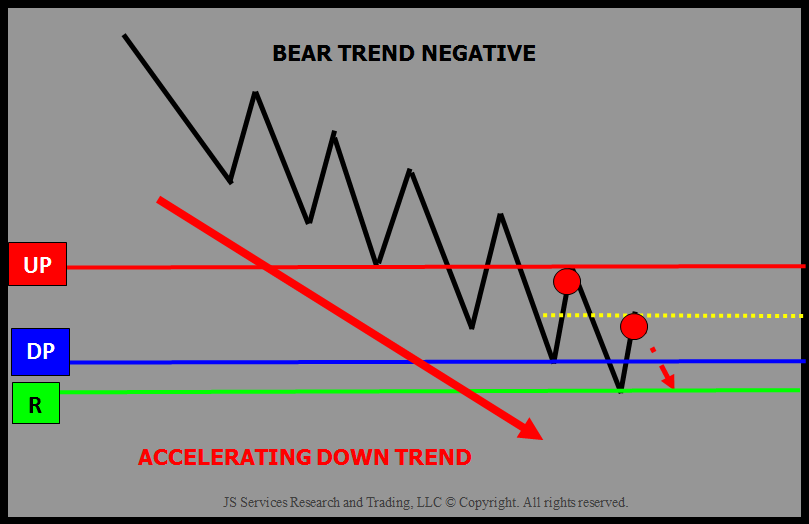 BEAR TREND NEGATIVE
UP
DP
R
ACCELERATING DOWN TREND
JS Services Research and Trading, LLC © Copyright. All rights reserved.